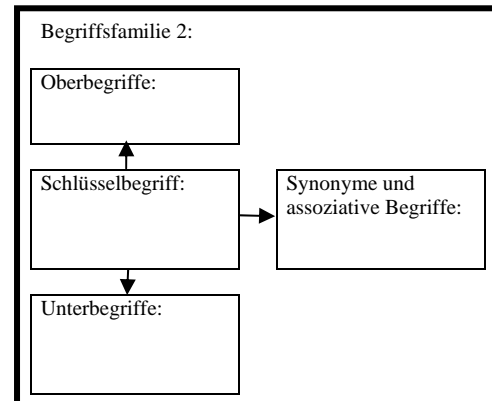 Begriffsfamilie 2:
Oberbegriffe:
Schlüsselbegriff:
Synonyme und
assoziative Begriffe:
Unterbegriffe: